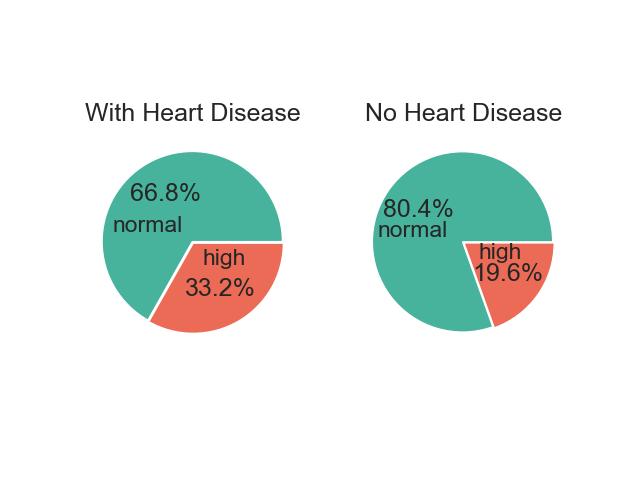 With Heart Disease
66.8%
normal
high
33.2%
No Heart Disease
80.4%
normal
high
19.6%